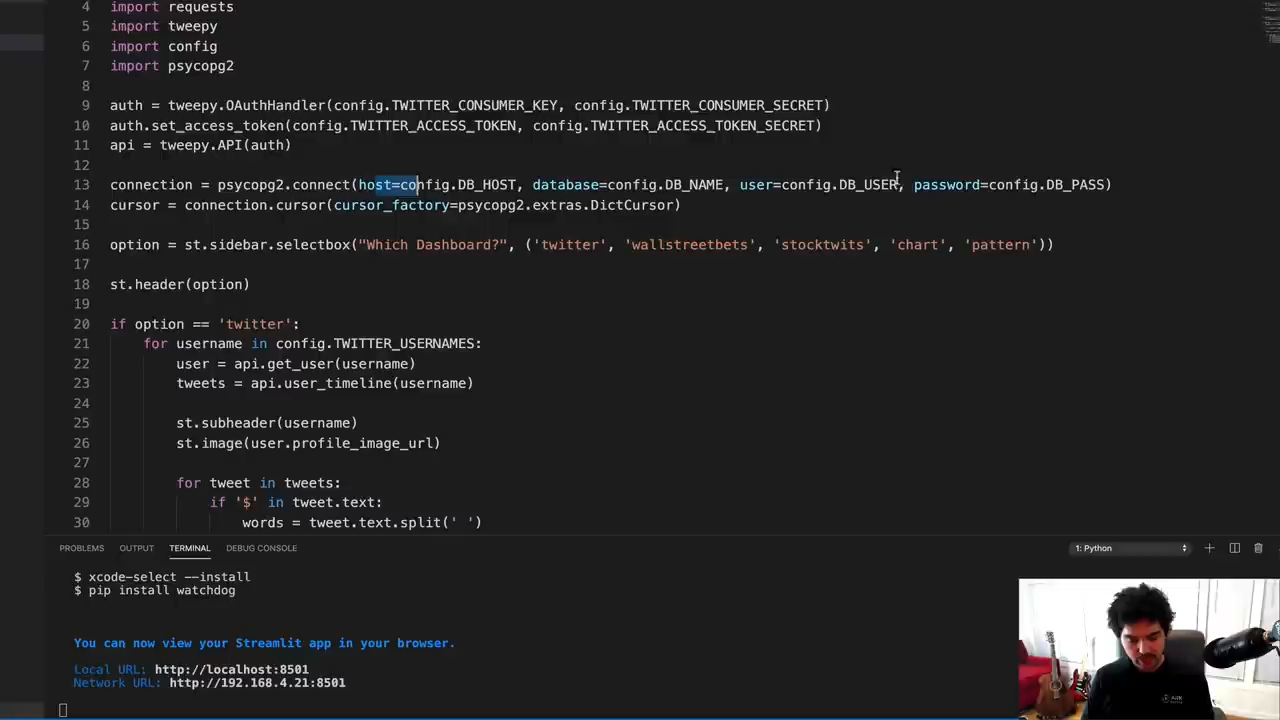 4 import requests
5 import tweepy
6 import config
7 import psycopg2
8
9 auth = tweepy.OAuthHandler(config.TWITTER_CONSUMER_KEY, config.TWITTER_CONSUMER_SECRET)
10 auth.set_access_token(config.TWITTER_ACCESS_TOKEN, config.TWITTER_ACCESS_TOKEN_SECRET)
11 api = tweepy.API(auth)
12
13 connection = psycopg2.connect(host=config.DB_HOST, database=config.DB_NAME, user=config.DB_USER, password=config.DB_PASS)
14 cursor = connection.cursor(cursor_factory=psycopg2.extras.DictCursor)
15
16 option = st.sidebar.selectbox("Which Dashboard?", ('twitter', 'wallstreetbets', 'stocktwits', 'chart', 'pattern'))
17
18 st.header(option)
19
20 if option == 'twitter':
21 for username in config.TWITTER_USERNAMES:
22 user = api.get_user(username)
23 tweets = api.user_timeline(username)
24
25 st.subheader(username)
26 st.image(user.profile_image_url)
27
28 for tweet in tweets:
29 if '$' in tweet.text:
30 words = tweet.text.split(' ')
PROBLEMS OUTPUT TERMINAL DEBUG CONSOLE 1: Python
$ xcode-select --install
$ pip install watchdog
You can now view your Streamlit app in your browser.
Local URL: http://localhost:8501
Network URL: http://192.168.4.21:8501
ARK